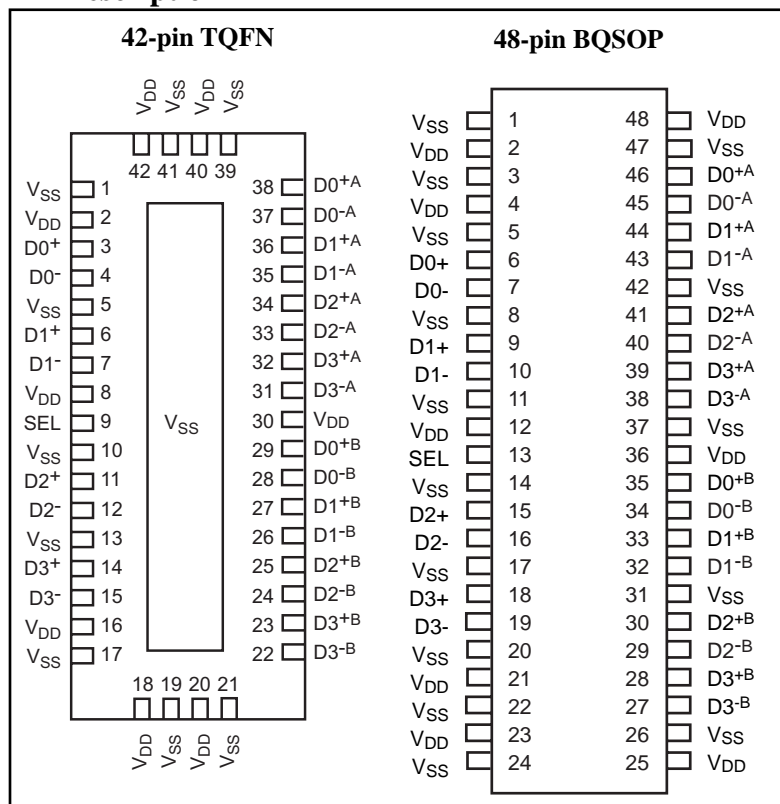 42-pin TQFN
VDD VSS VDD VSS
42 41 40 39
VSS 1
VDD 2
D0+ 3
D0- 4
VSS 5
D1+ 6
D1- 7
VDD 8
SEL 9
VSS 10
D2+ 11
D2- 12
VSS 13
D3+ 14
D3- 15
VDD 16
VSS 17
VSS
38 D0+A
37 D0-A
36 D1+A
35 D1-A
34 D2+A
33 D2-A
32 D3+A
31 D3-A
30 VDD
29 D0+B
28 D0-B
27 D1+B
26 D1-B
25 D2+B
24 D2-B
23 D3+B
22 D3-B
18 19 20 21
VDD VSS VDD VSS
48-pin BQSOP
VSS 1 48 VDD
VDD 2 47 VSS
VSS 3 46 D0+A
VDD 4 45 D0-A
VSS 5 44 D1+A
D0+ 6 43 D1-A
D0- 7 42 VSS
VSS 8 41 D2+A
D1+ 9 40 D2-A
D1- 10 39 D3+A
VSS 11 38 D3-A
VDD 12 37 VSS
SEL 13 36 VDD
VSS 14 35 D0+B
D2+ 15 34 D0-B
D2- 16 33 D1+B
VSS 17 32 D1-B
D3+ 18 31 VSS
D3- 19 30 D2+B
VSS 20 29 D2-B
VDD 21 28 D3+B
VSS 22 27 D3-B
VDD 23 26 VSS
VSS 24 25 VDD